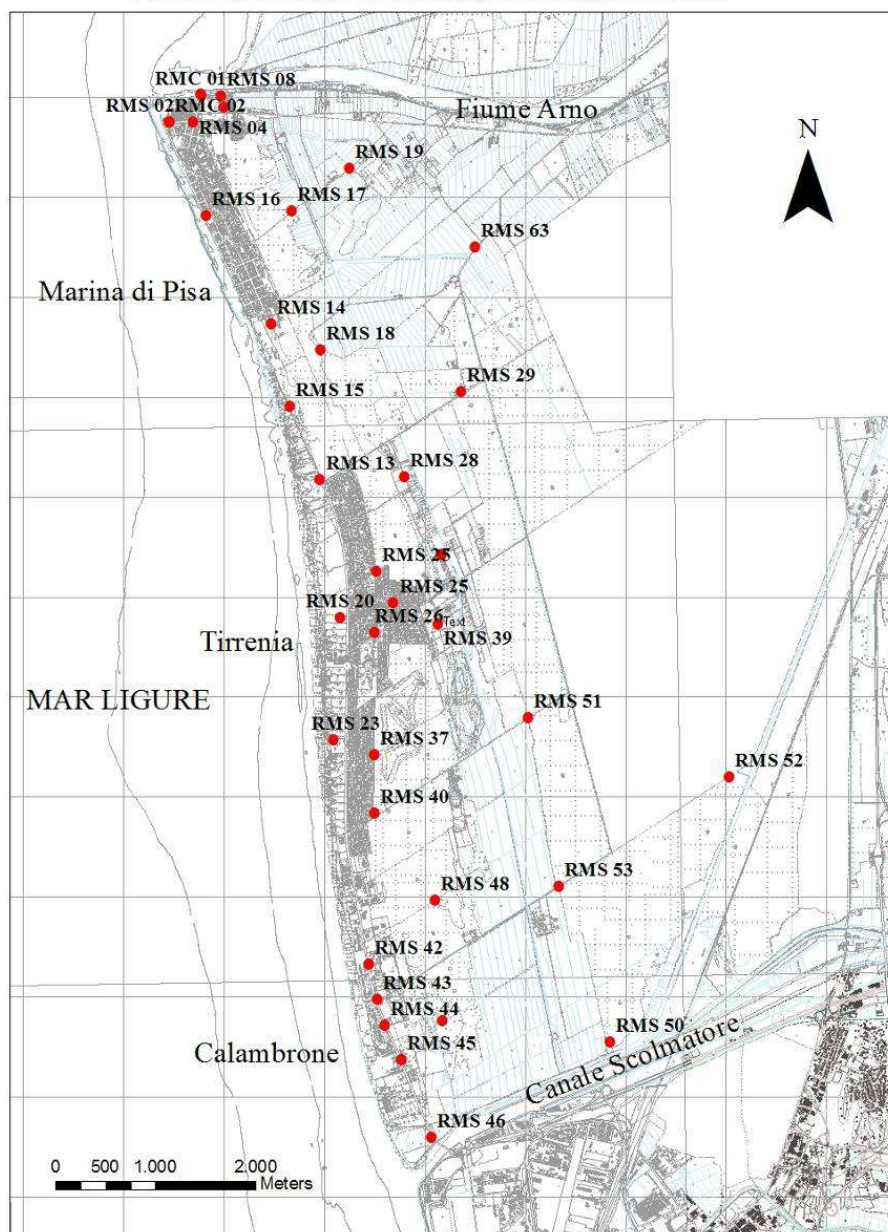 RMC 01 RMS 08
RMS 02 RMC 02
RMS 04
Fiume Arno
N
RMS 19
RMS 17
RMS 16
RMS 63
Marina di Pisa
RMS 14
RMS 18
RMS 29
RMS 15
RMS 13
RMS 28
RMS 25
RMS 25
RMS 20
RMS 26
Text
Tirrenia
RMS 39
MAR LIGURE
RMS 51
RMS 23
RMS 37
RMS 52
RMS 40
RMS 53
RMS 48
RMS 42
RMS 43
RMS 44
RMS 50
Calambrone
RMS 45
Canale Scolmatore
RMS 46
0 500 1.000 2.000
Meters